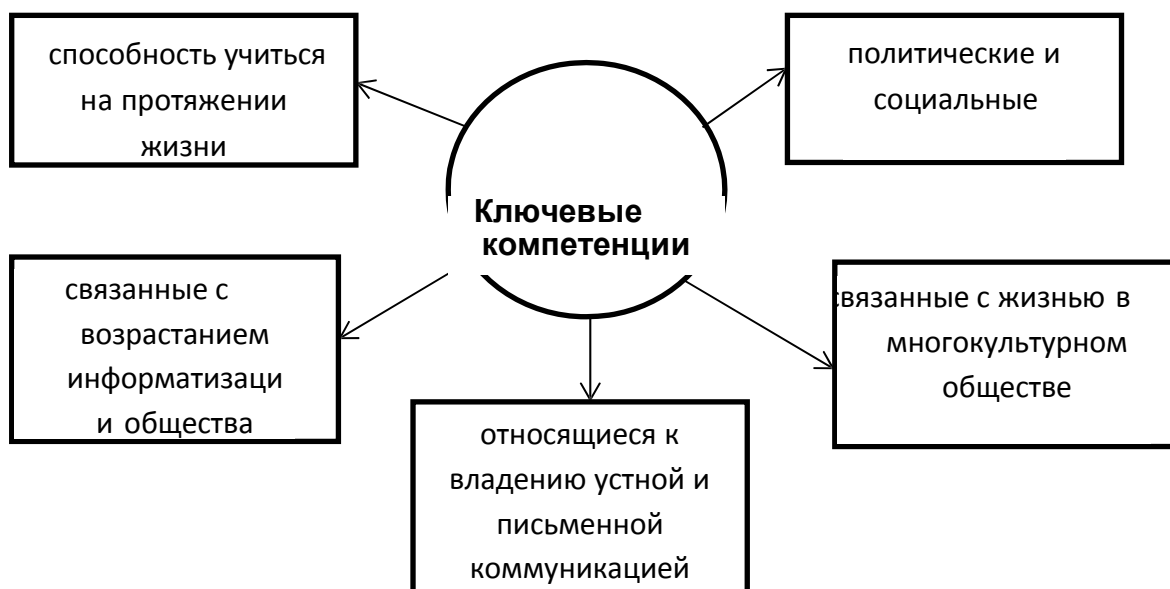 способность учиться
на протяжении
жизни
политические и
социальные
Ключевые
компетенции
связанные с
возрастанием
информатизаци
и общества
связанные с жизнью в
многокультурном
обществе
относящиеся к
владению устной и
письменной
коммуникацией